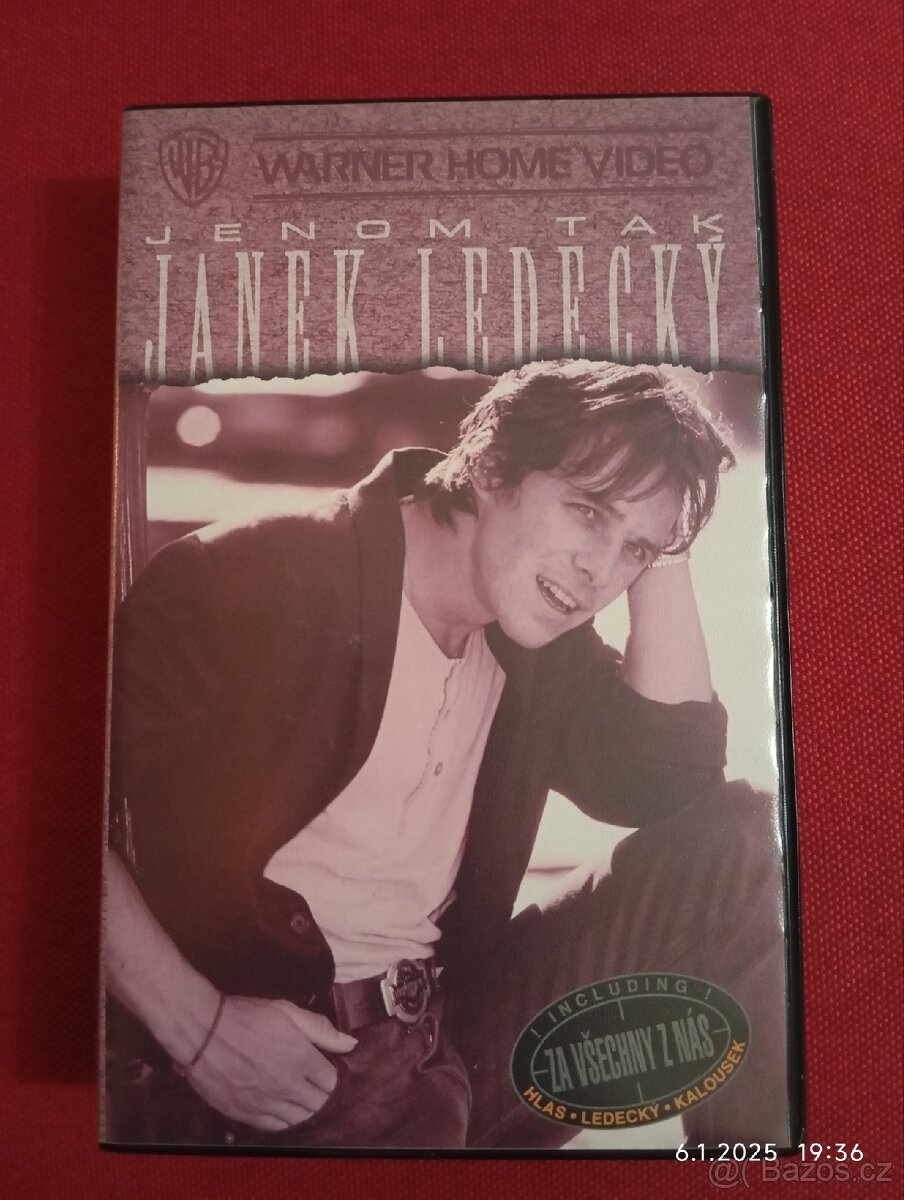 WB
WARNER HOME VIDEO
JENOM TAK
JANEK LEDECKÝ
! INCLUDING !
ZA VŠECHNY Z NÁS
HLAS • LEDECKÝ • KALOUSEK
6.1.2025 19:36
@( Bazoš.cz